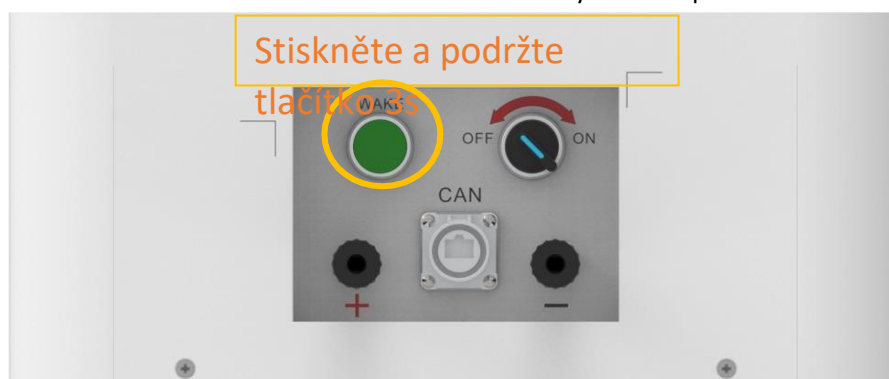 Stiskněte a podržte
tlačítko 3s
WAKE
OFF
ON
CAN
+
−